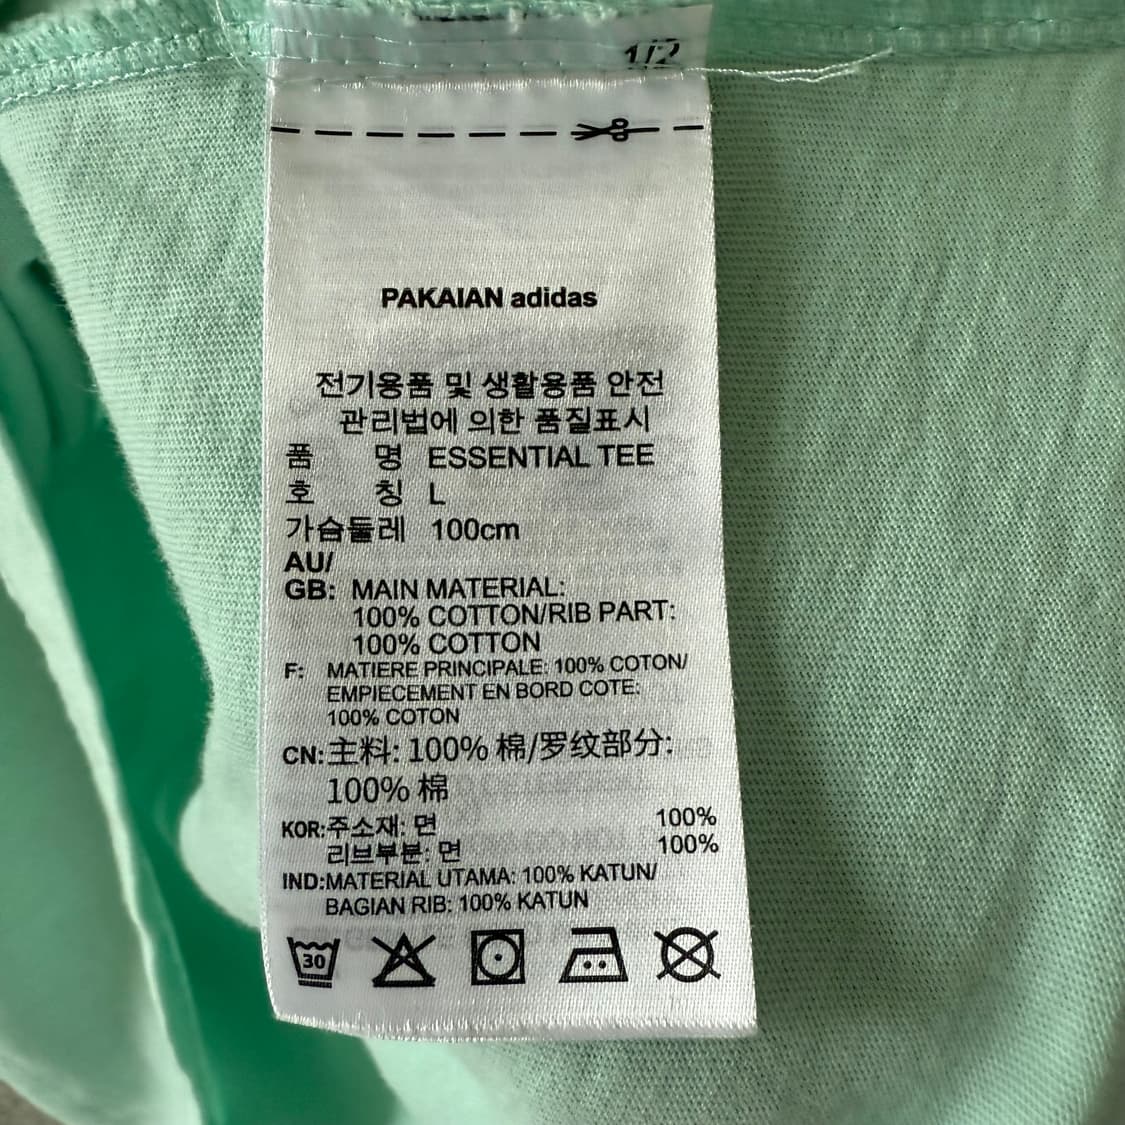 1/2
PAKAIAN adidas
전기용품 및 생활용품 안전
관리법에 의한 품질표시
품 명 ESSENTIAL TEE
호 칭 L
가슴둘레 100cm
AU/
GB: MAIN MATERIAL:
100% COTTON/RIB PART:
100% COTTON
F: MATIERE PRINCIPALE: 100% COTON/
EMPIECEMENT EN BORD COTE:
100% COTON
CN: 主料: 100% 棉/罗纹部分:
100% 棉
KOR: 주소재: 면 100%
리브부분: 면 100%
IND: MATERIAL UTAMA: 100% KATUN/
BAGIAN RIB: 100% KATUN
30